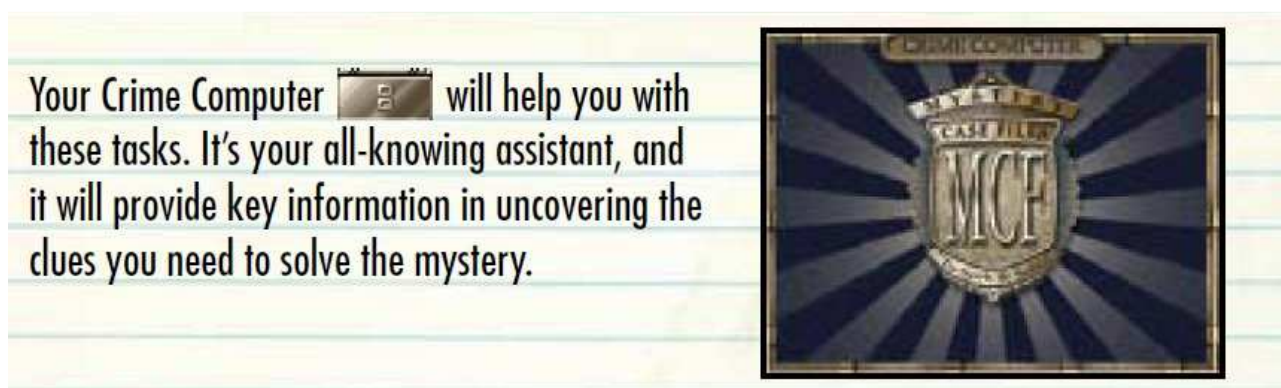 Your Crime Computer will help you with
these tasks. It's your all-knowing assistant, and
it will provide key information in uncovering the
clues you need to solve the mystery.
CRIME COMPUTER
MYSTERY
CASE FILES
MCF